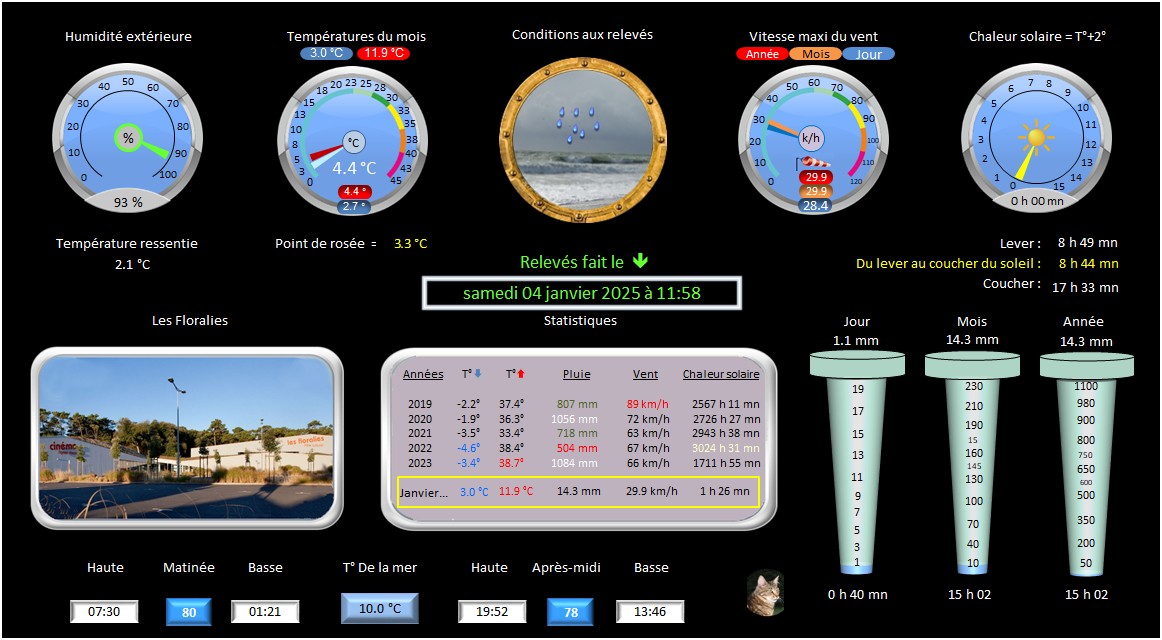 Humidité extérieure
Températures du mois
3.0 °C 11.9 °C
Conditions aux relevés
Vitesse maxi du vent
Année Mois Jour
Chaleur solaire = T°+2°
0 10 20 30 40 50 60 70 80 90 100
%
93 %
0 3 5 8 10 13 15 18 20 23 25 28 30 33 35 38 40 43 45
°C
4.4 °C
4.4 °
2.7 °
0 10 20 30 40 50 60 70 80 90 100 110 120
k/h
29.9
29.9
28.4
0 1 2 3 4 5 6 7 8 9 10 11 12 13 14 15
0 h 00 mn
Température ressentie
2.1 °C
Point de rosée = 3.3 °C
Relevés fait le
samedi 04 janvier 2025 à 11:58
Lever : 8 h 49 mn
Du lever au coucher du soleil : 8 h 44 mn
Coucher : 17 h 33 mn
Les Floralies
cinéma
les floralies
Statistiques
Années T° T° Pluie Vent Chaleur solaire
2019 -2.2° 37.4° 807 mm 89 km/h 2567 h 11 mn
2020 -1.9° 36.3° 1056 mm 72 km/h 2726 h 27 mn
2021 -3.5° 33.4° 718 mm 63 km/h 2943 h 38 mn
2022 -4.6° 38.4° 504 mm 67 km/h 3024 h 31 mn
2023 -3.4° 38.7° 1084 mm 66 km/h 1711 h 55 mn
Janvier... 3.0 °C 11.9 °C 14.3 mm 29.9 km/h 1 h 26 mn
Jour Mois Année
1.1 mm 14.3 mm 14.3 mm
19 17 15 13 11 9 7 5 3 1
230 210 190 15 160 145 130 100 70 40 10
1100 980 900 800 750 650 600 500 350 200 50
0 h 40 mn 15 h 02 15 h 02
Haute Matinée Basse T° De la mer Haute Après-midi Basse
07:30 80 01:21 10.0 °C 19:52 78 13:46